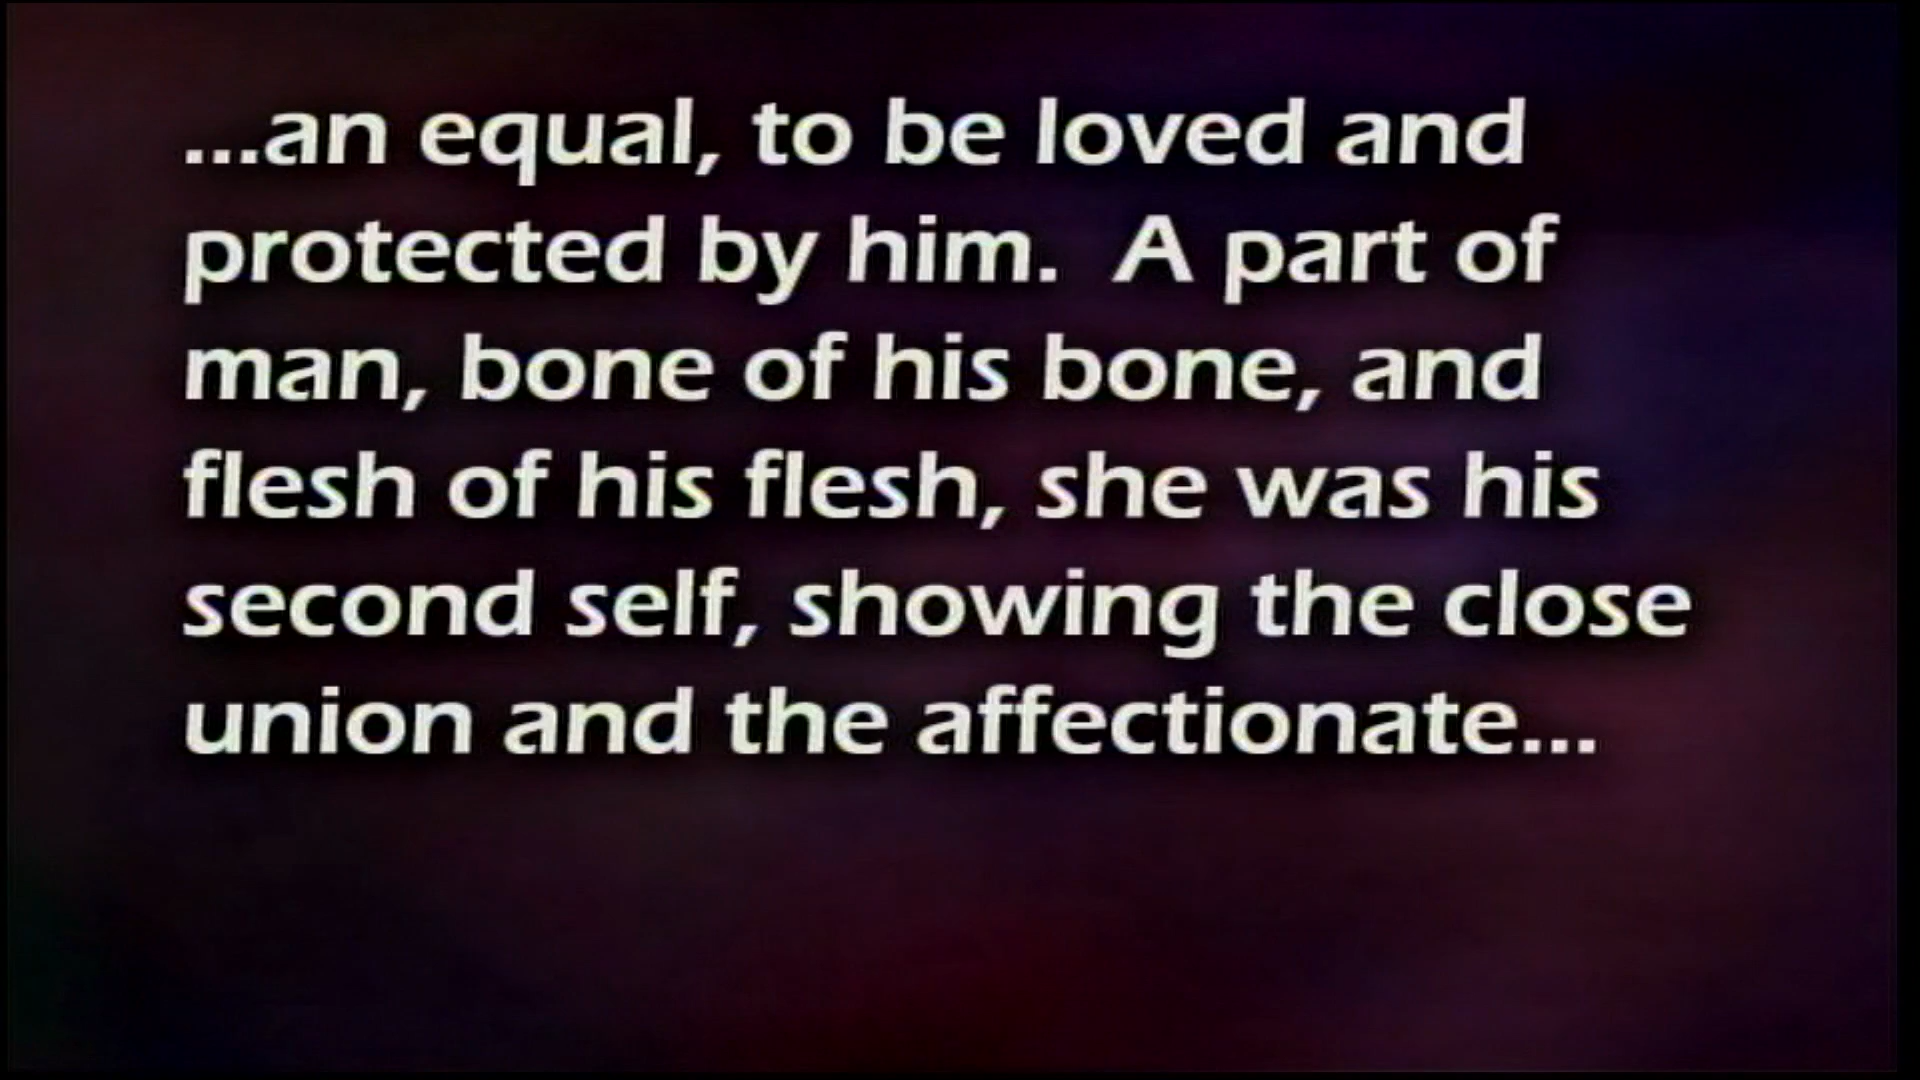 ...an equal, to be loved and
protected by him.  A part of
man, bone of his bone, and
flesh of his flesh, she was his
second self, showing the close
union and the affectionate...